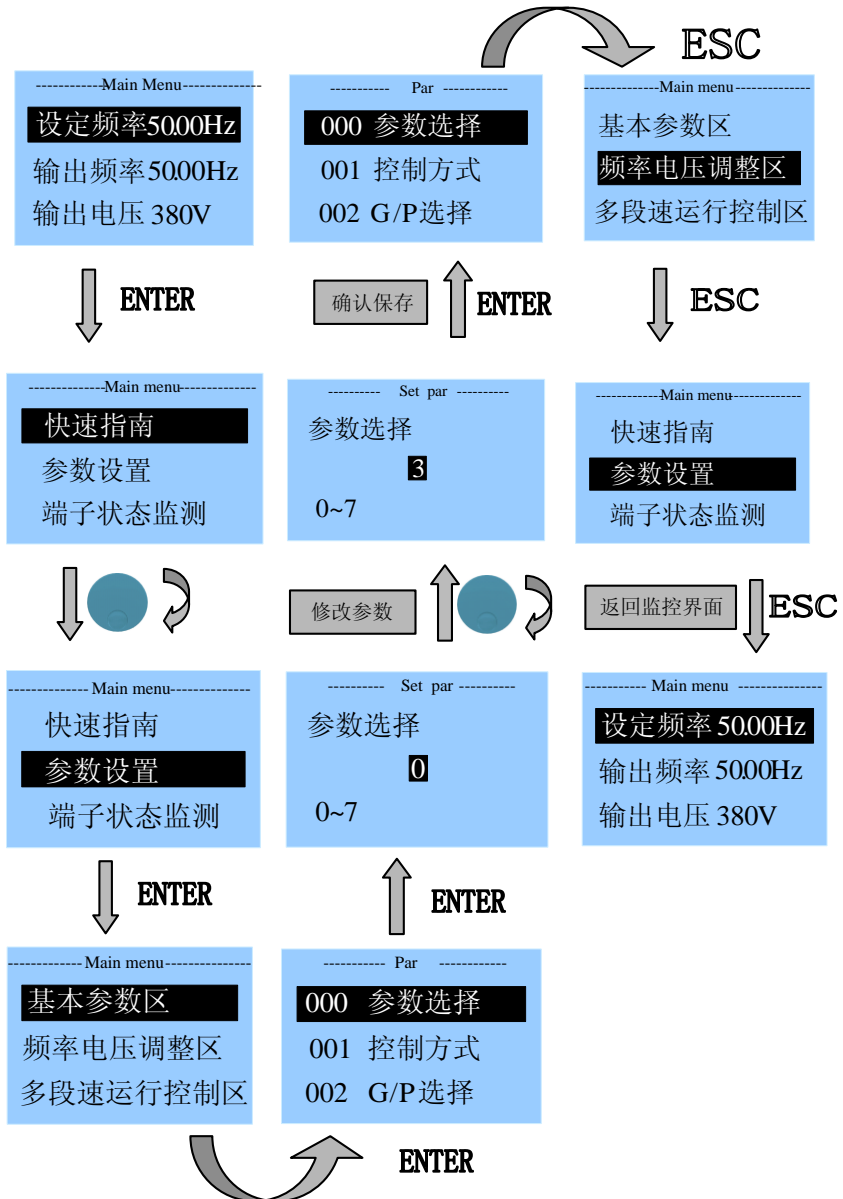 ------------Main Menu-------------
设定频率50.00Hz
输出频率50.00Hz
输出电压 380V
ENTER
--------------Main menu--------------
快速指南
参数设置
端子状态监测
-------------- Main menu--------------
快速指南
参数设置
端子状态监测
ENTER
-------------- Main menu----------------
基本参数区
频率电压调整区
多段速运行控制区
ENTER
----------- Par ------------
000 参数选择
001 控制方式
002 G/P选择
ENTER
---------- Set par ----------
参数选择
0
0~7
修改参数
---------- Set par ----------
参数选择
3
0~7
确认保存
ENTER
----------- Par ------------
000 参数选择
001 控制方式
002 G/P选择
ESC
--------------Main menu--------------
基本参数区
频率电压调整区
多段速运行控制区
ESC
-------------Main menu--------------
快速指南
参数设置
端子状态监测
返回监控界面
ESC
----------- Main menu ---------------
设定频率 50.00Hz
输出频率 50.00Hz
输出电压 380V